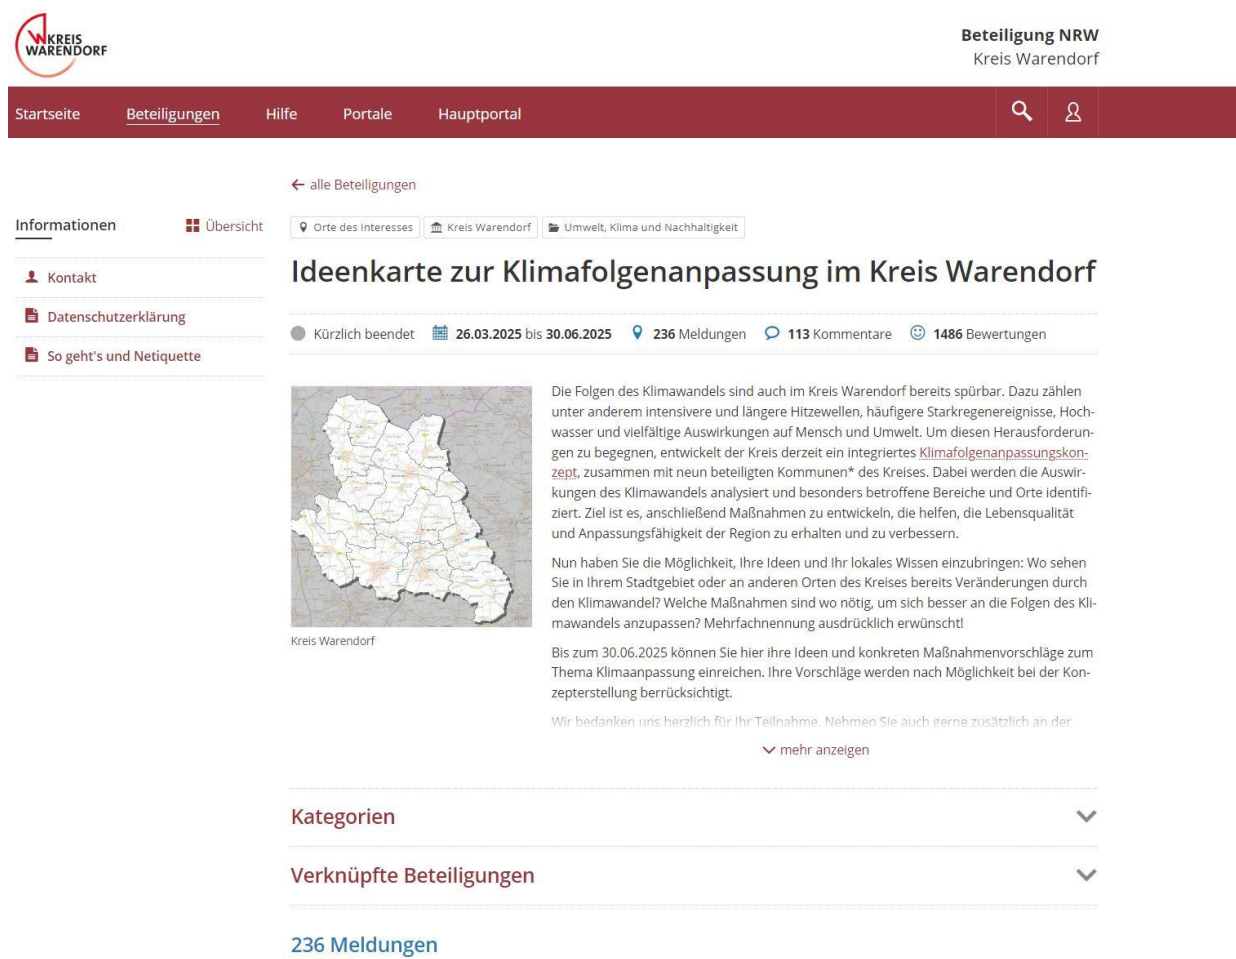 KREIS
WARENDORF
Beteiligung NRW
Kreis Warendorf
Startseite Beteiligungen Hilfe Portale Hauptportal
alle Beteiligungen
Informationen Übersicht
Kontakt
Datenschutzerklärung
So geht's und Netiquette
Orte des Interesses Kreis Warendorf Umwelt, Klima und Nachhaltigkeit
Ideenkarte zur Klimafolgenanpassung im Kreis Warendorf
Kürzlich beendet 26.03.2025 bis 30.06.2025 236 Meldungen 113 Kommentare 1486 Bewertungen
Kreis Warendorf
Die Folgen des Klimawandels sind auch im Kreis Warendorf bereits spürbar. Dazu zählen
unter anderem intensivere und längere Hitzewellen, häufigere Starkregenereignisse, Hoch-
wasser und vielfältige Auswirkungen auf Mensch und Umwelt. Um diesen Herausforderun-
gen zu begegnen, entwickelt der Kreis derzeit ein integriertes Klimafolgenanpassungskon-
zept, zusammen mit neun beteiligten Kommunen* des Kreises. Dabei werden die Auswir-
kungen des Klimawandels analysiert und besonders betroffene Bereiche und Orte identifi-
ziert. Ziel ist es, anschließend Maßnahmen zu entwickeln, die helfen, die Lebensqualität
und Anpassungsfähigkeit der Region zu erhalten und zu verbessern.
Nun haben Sie die Möglichkeit, Ihre Ideen und Ihr lokales Wissen einzubringen: Wo sehen
Sie in Ihrem Stadtgebiet oder an anderen Orten des Kreises bereits Veränderungen durch
den Klimawandel? Welche Maßnahmen sind wo nötig, um sich besser an die Folgen des Kli-
mawandels anzupassen? Mehrfachnennung ausdrücklich erwünscht!
Bis zum 30.06.2025 können Sie hier ihre Ideen und konkreten Maßnahmenvorschläge zum
Thema Klimaanpassung einreichen. Ihre Vorschläge werden nach Möglichkeit bei der Kon-
zepterstellung berrücksichtigt.
Wir bedanken uns herzlich für Ihr Teilnahme. Nehmen Sie auch gerne zusätzlich an der
mehr anzeigen
Kategorien
Verknüpfte Beteiligungen
236 Meldungen